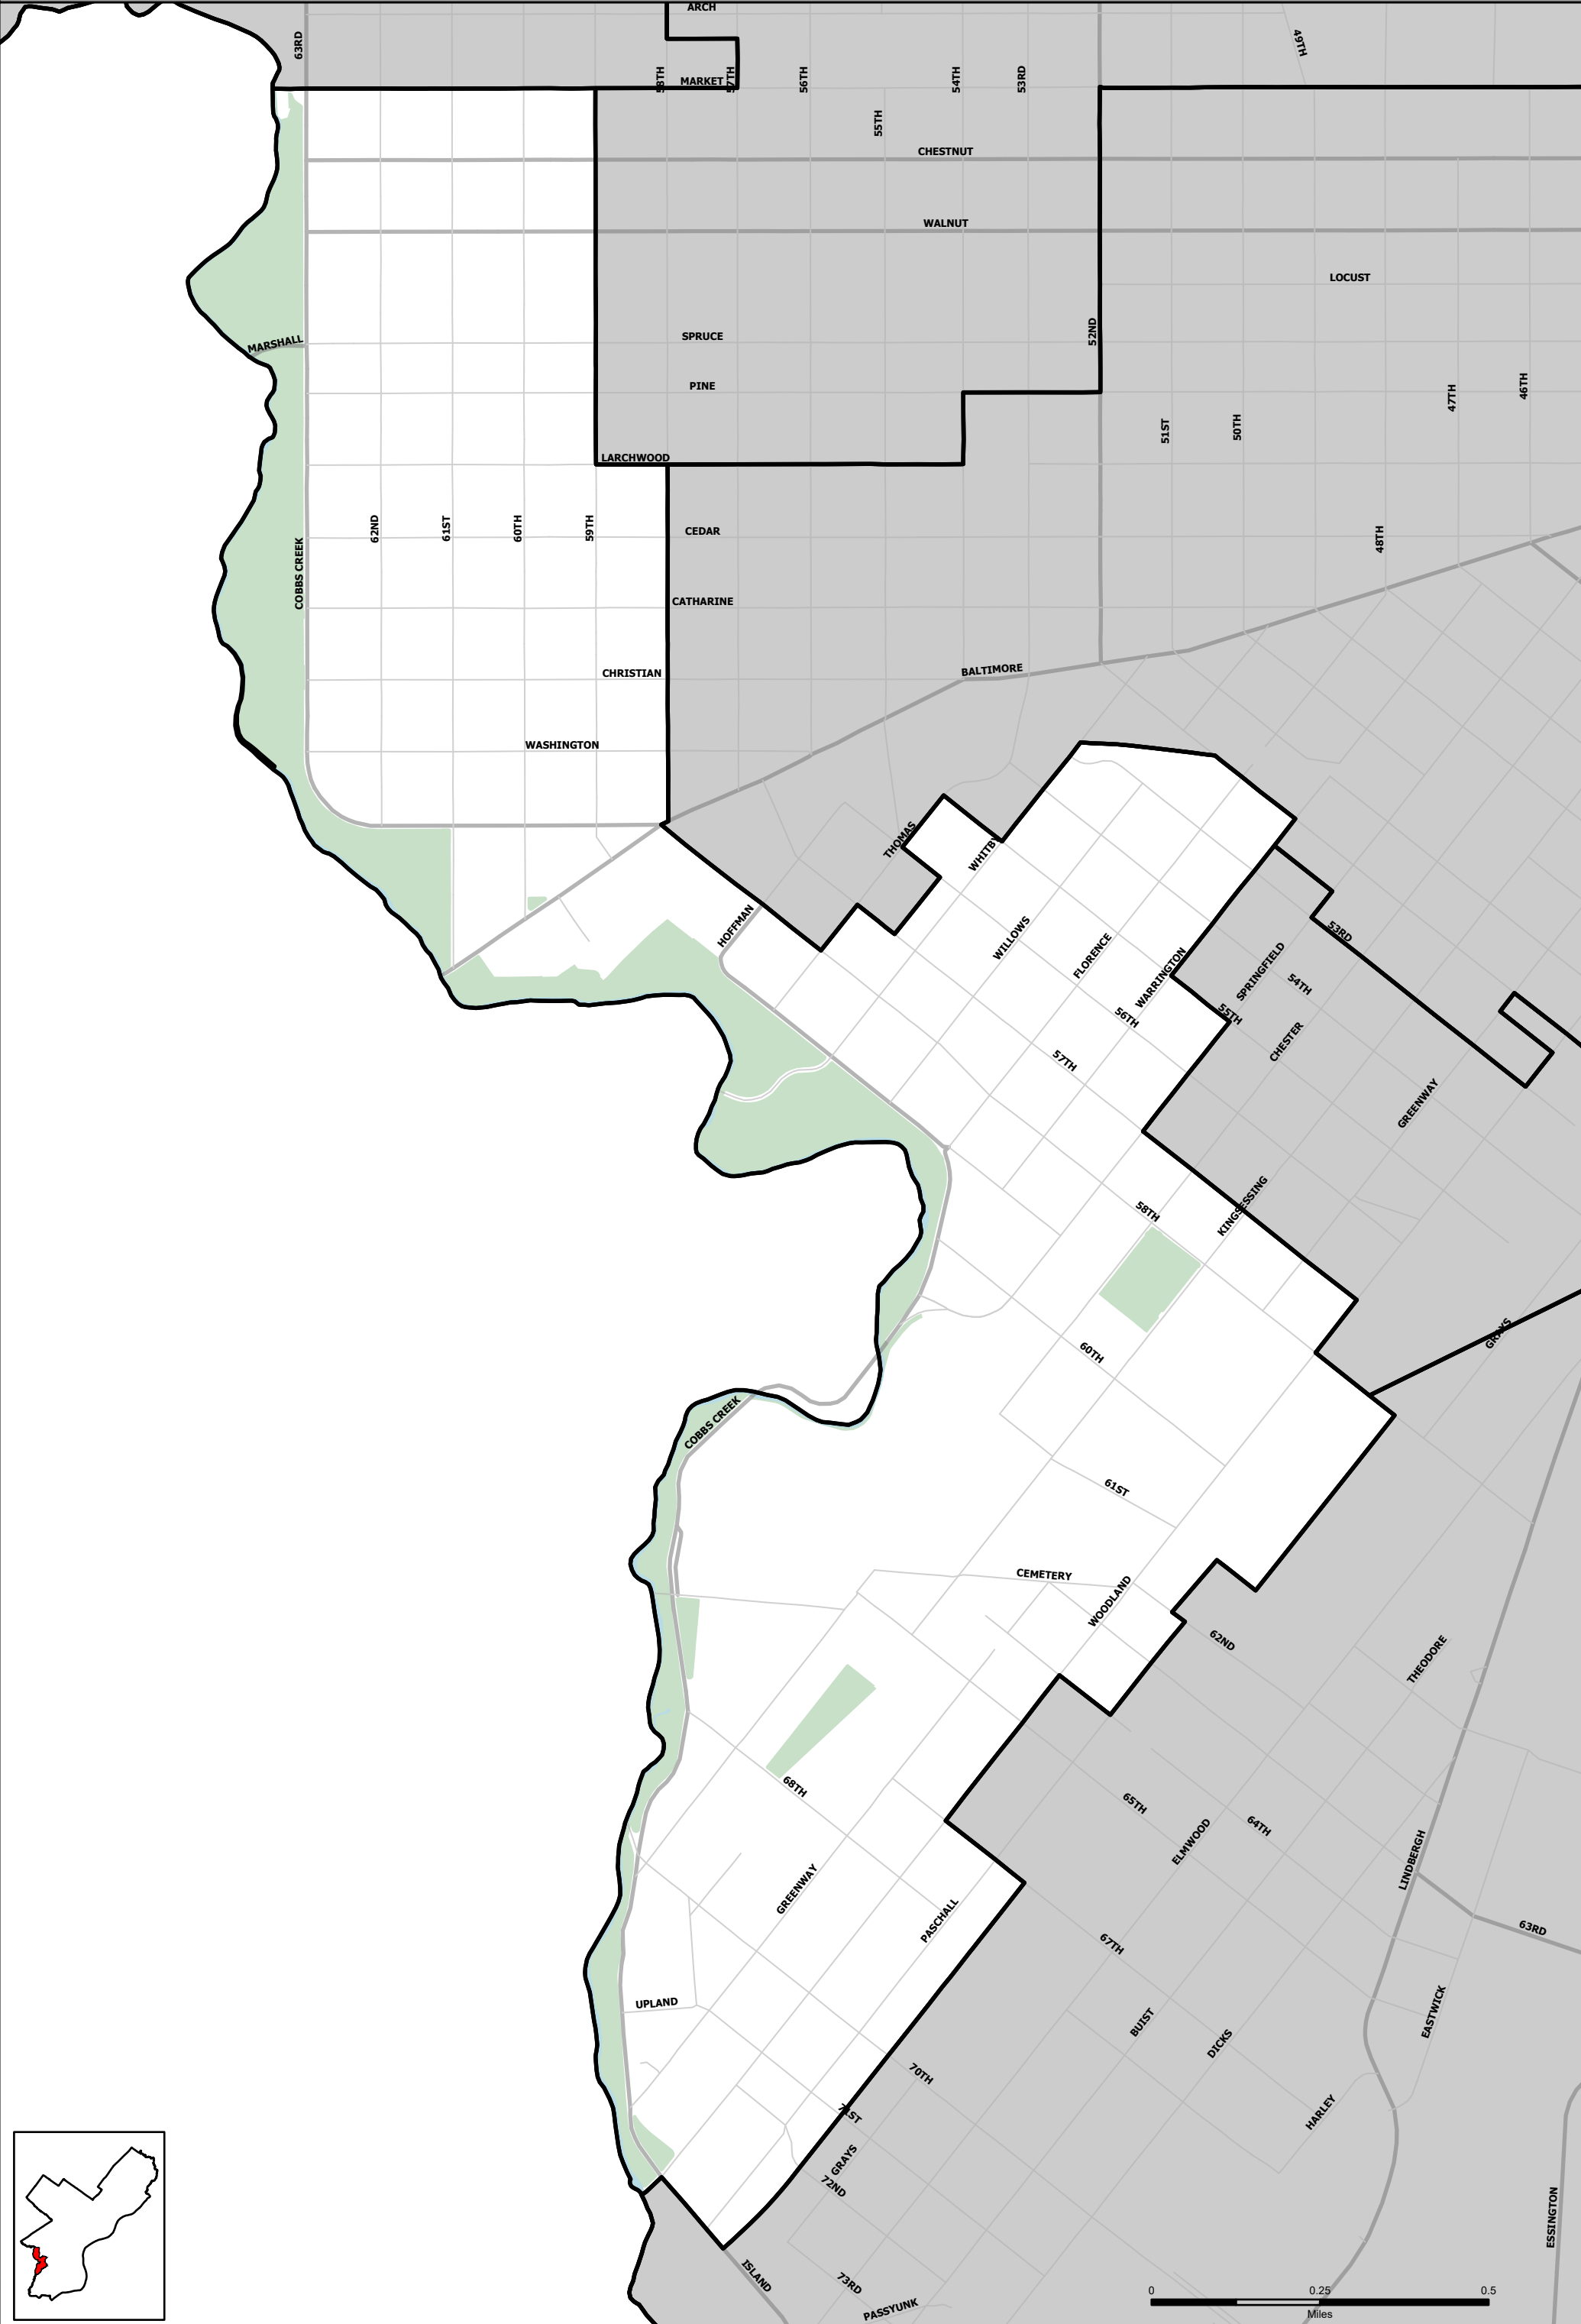 ARCH
63RD
49TH
58TH
MARKET
57TH
56TH
54TH
53RD
55TH
CHESTNUT
WALNUT
LOCUST
MARSHALL
SPRUCE
52ND
PINE
47TH
46TH
51ST
50TH
LARCHWOOD
COBBS CREEK
62ND
61ST
60TH
59TH
CEDAR
48TH
CATHARINE
CHRISTIAN
BALTIMORE
WASHINGTON
THOMAS
WHITBY
HOFFMAN
WILLOWS
FLORENCE
WARRINGTON
SPRINGFIELD
53RD
54TH
55TH
56TH
CHESTER
57TH
GREENWAY
58TH
KINGSESSING
GRAYS
60TH
COBBS CREEK
61ST
CEMETERY
WOODLAND
62ND
THEODORE
68TH
65TH
64TH
ELMWOOD
LINDBERGH
GREENWAY
PASCHALL
63RD
67TH
UPLAND
BUIST
DICKS
EASTWICK
70TH
71ST
HARLEY
GRAYS
72ND
ESSINGTON
ISLAND
73RD
PASSYUNK
0 0.25 0.5
Miles